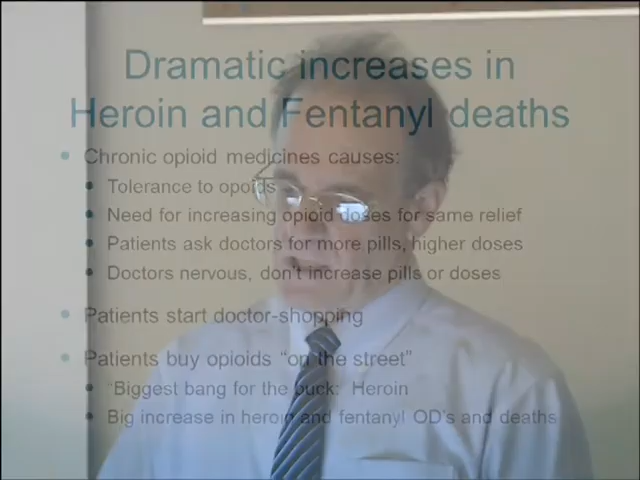 Dramatic increases in
Heroin and Fentanyl deaths
Chronic opioid medicines causes:
Tolerance to opoids
Need for increasing opioid doses for same relief
Patients ask doctors for more pills, higher doses
Doctors nervous, don't increase pills or doses
Patients start doctor-shopping
Patients buy opioids "on the street"
"Biggest bang for the buck: Heroin
Big increase in heroin and fentanyl OD's and deaths